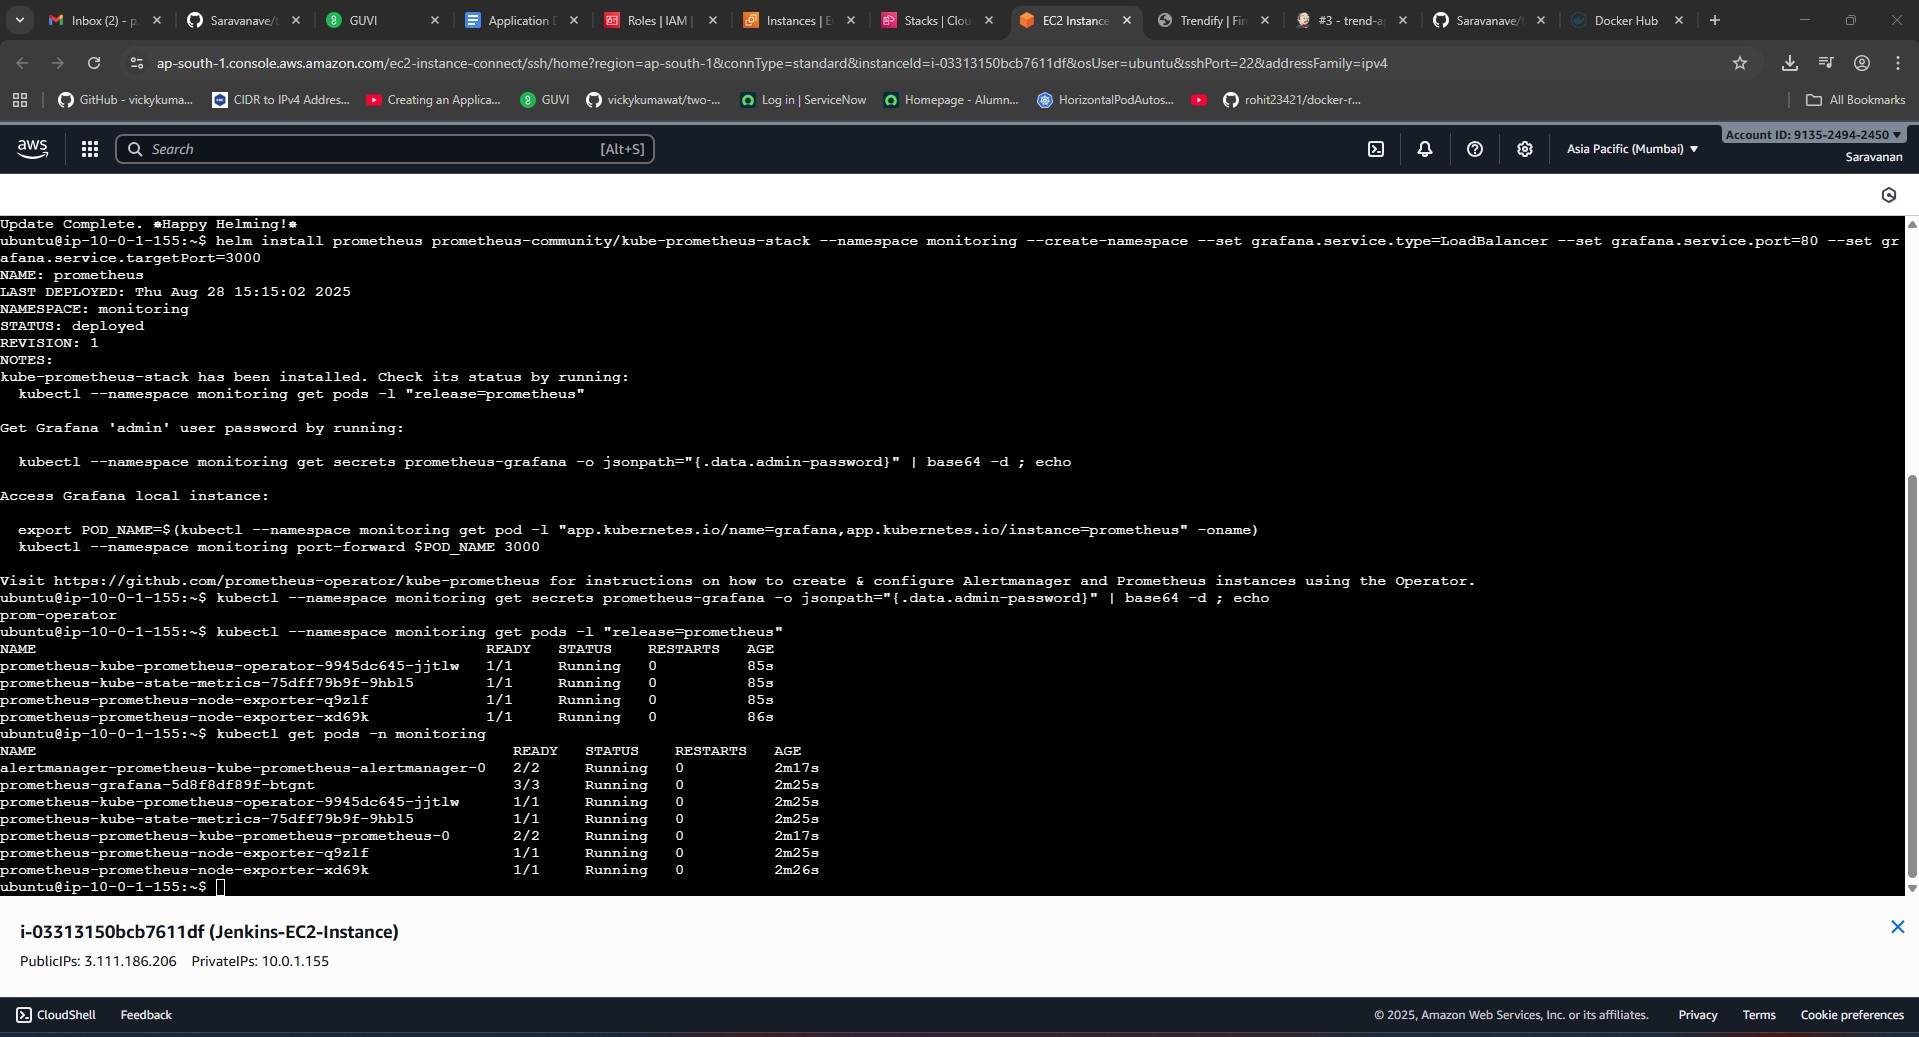 Inbox (2) - p
Saravanave/t
GUVI
Application D
Roles | IAM |
Instances | E
Stacks | Clou
EC2 Instance
Trendify | Fin
#3 - trend-a
Saravanave/t
Docker Hub
ap-south-1.console.aws.amazon.com/ec2-instance-connect/ssh/home?region=ap-south-1&connType=standard&instanceId=i-03313150bcb7611df&osUser=ubuntu&sshPort=22&addressFamily=ipv4
GitHub - vickykuma...
CIDR to IPv4 Addres...
Creating an Applica...
GUVI
vickykumawat/two-...
Log in | ServiceNow
Homepage - Alumn...
HorizontalPodAutos...
rohit23421/docker-r...
All Bookmarks
aws
Search
[Alt+S]
Asia Pacific (Mumbai)
Account ID: 9135-2494-2450
Saravanan
Update Complete. ⎈Happy Helming!⎈
ubuntu@ip-10-0-1-155:~$ helm install prometheus prometheus-community/kube-prometheus-stack --namespace monitoring --create-namespace --set grafana.service.type=LoadBalancer --set grafana.service.port=80 --set gr
afana.service.targetPort=3000
NAME: prometheus
LAST DEPLOYED: Thu Aug 28 15:15:02 2025
NAMESPACE: monitoring
STATUS: deployed
REVISION: 1
NOTES:
kube-prometheus-stack has been installed. Check its status by running:
kubectl --namespace monitoring get pods -l "release=prometheus"
Get Grafana 'admin' user password by running:
kubectl --namespace monitoring get secrets prometheus-grafana -o jsonpath="{.data.admin-password}" | base64 -d ; echo
Access Grafana local instance:
export POD_NAME=$(kubectl --namespace monitoring get pod -l "app.kubernetes.io/name=grafana,app.kubernetes.io/instance=prometheus" -oname)
kubectl --namespace monitoring port-forward $POD_NAME 3000
Visit https://github.com/prometheus-operator/kube-prometheus for instructions on how to create & configure Alertmanager and Prometheus instances using the Operator.
ubuntu@ip-10-0-1-155:~$ kubectl --namespace monitoring get secrets prometheus-grafana -o jsonpath="{.data.admin-password}" | base64 -d ; echo
prom-operator
ubuntu@ip-10-0-1-155:~$ kubectl --namespace monitoring get pods -l "release=prometheus"
NAME READY STATUS RESTARTS AGE
prometheus-kube-prometheus-operator-9945dc645-jjtlw 1/1 Running 0 85s
prometheus-kube-state-metrics-75dff79b9f-9hbl5 1/1 Running 0 85s
prometheus-prometheus-node-exporter-q9zlf 1/1 Running 0 85s
prometheus-prometheus-node-exporter-xd69k 1/1 Running 0 86s
ubuntu@ip-10-0-1-155:~$ kubectl get pods -n monitoring
NAME READY STATUS RESTARTS AGE
alertmanager-prometheus-kube-prometheus-alertmanager-0 2/2 Running 0 2m17s
prometheus-grafana-5d8f8df89f-btgnt 3/3 Running 0 2m25s
prometheus-kube-prometheus-operator-9945dc645-jjtlw 1/1 Running 0 2m25s
prometheus-kube-state-metrics-75dff79b9f-9hbl5 1/1 Running 0 2m25s
prometheus-prometheus-kube-prometheus-prometheus-0 2/2 Running 0 2m17s
prometheus-prometheus-node-exporter-q9zlf 1/1 Running 0 2m25s
prometheus-prometheus-node-exporter-xd69k 1/1 Running 0 2m26s
ubuntu@ip-10-0-1-155:~$
i-03313150bcb7611df (Jenkins-EC2-Instance)
PublicIPs: 3.111.186.206 PrivateIPs: 10.0.1.155
CloudShell
Feedback
© 2025, Amazon Web Services, Inc. or its affiliates.
Privacy
Terms
Cookie preferences